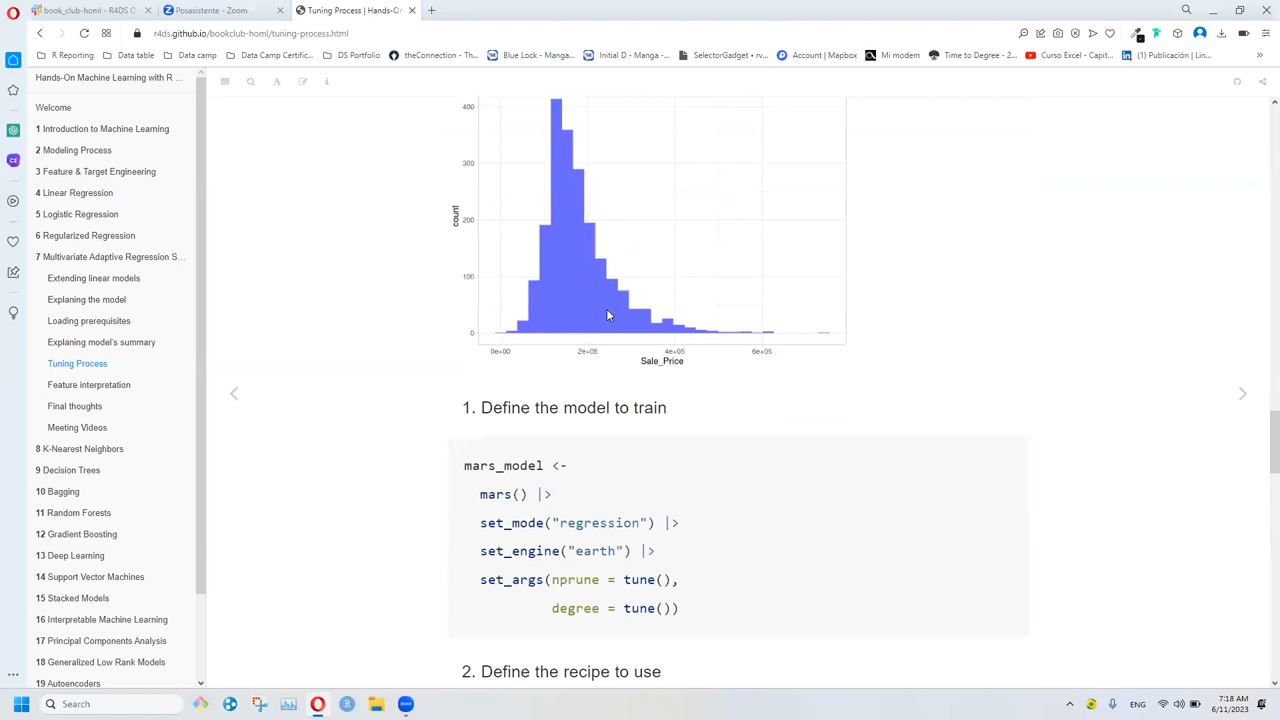 book_club-homl - R4DS O...
Posasistente - Zoom
Tuning Process | Hands-On
r4ds.github.io/bookclub-homl/tuning-process.html
R Reporting
Data table
Data camp
Data Camp Certific...
DS Portfolio
theConnection - Th...
Blue Lock - Manga -...
Initial D - Manga -...
SelectorGadget • rv...
Account | Mapbox
Mi modem
Time to Degree - 2...
Curso Excel - Capit...
(1) Publicación | Lin...
Hands-On Machine Learning with R ...
Welcome
1 Introduction to Machine Learning
2 Modeling Process
3 Feature & Target Engineering
4 Linear Regression
5 Logistic Regression
6 Regularized Regression
7 Multivariate Adaptive Regression S...
Extending linear models
Explaning the model
Loading prerequisites
Explaining model's summary
Tuning Process
Feature interpretation
Final thoughts
Meeting Videos
8 K-Nearest Neighbors
9 Decision Trees
10 Bagging
11 Random Forests
12 Gradient Boosting
13 Deep Learning
14 Support Vector Machines
15 Stacked Models
16 Interpretable Machine Learning
17 Principal Components Analysis
18 Generalized Low Rank Models
19 Autoencoders
400
300
200
100
0
count
0e+00
2e+05
4e+05
6e+05
Sale_Price
1. Define the model to train
mars_model <-
mars() |>
set_mode("regression") |>
set_engine("earth") |>
set_args(nprune = tune(),
degree = tune())
2. Define the recipe to use
Search
ENG
7:18 AM
6/11/2023